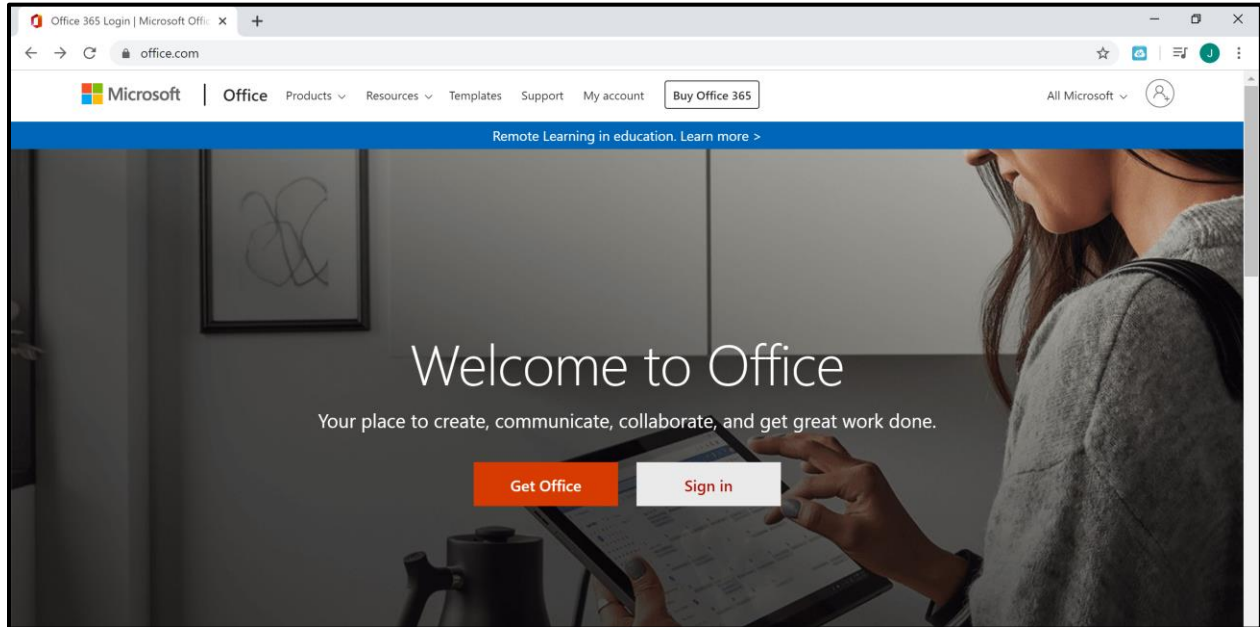 Office 365 Login | Microsoft Offi
office.com
J
Microsoft Office Products Resources Templates Support My account Buy Office 365 All Microsoft
Remote Learning in education. Learn more >
Welcome to Office
Your place to create, communicate, collaborate, and get great work done.
Get Office Sign in